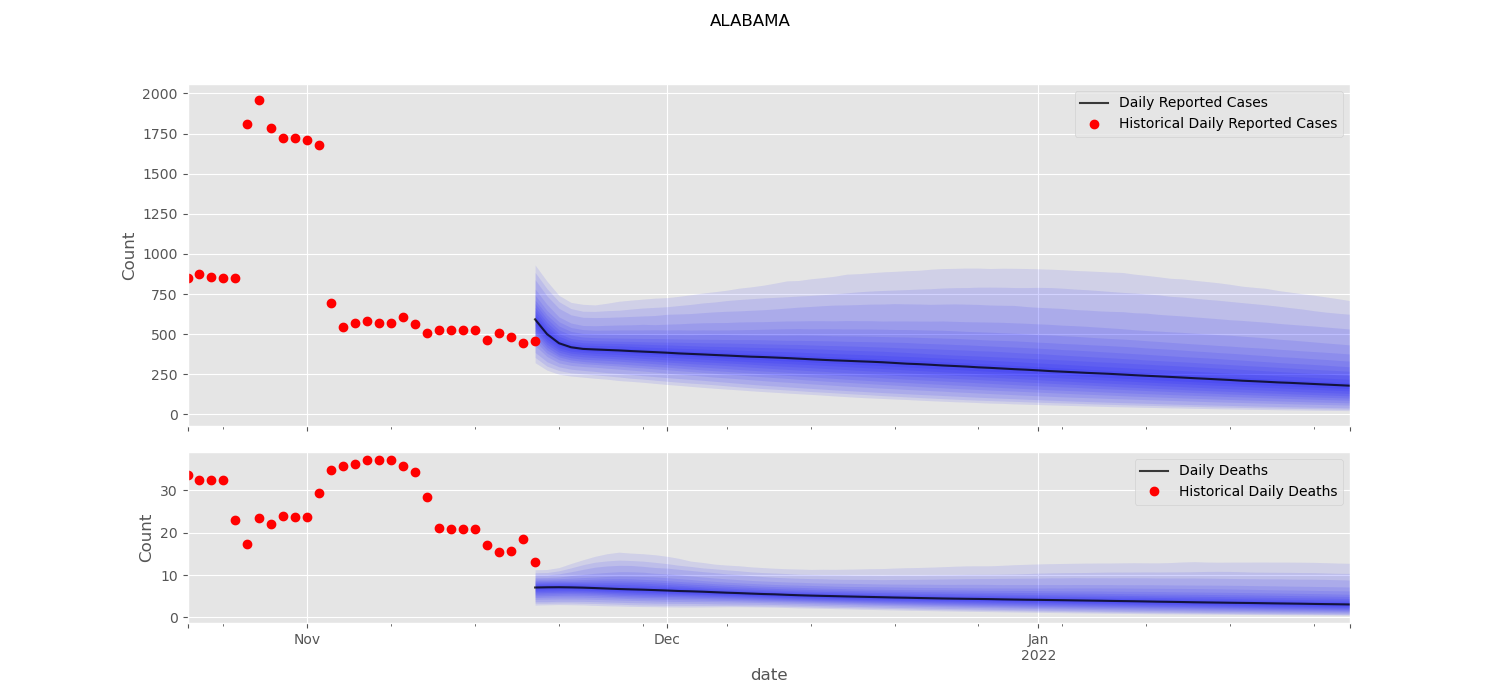 ALABAMA
2000
1750
1500
1250
1000
750
500
250
0
Count
Daily Reported Cases
Historical Daily Reported Cases
30
20
10
0
Count
Daily Deaths
Historical Daily Deaths
Nov
Dec
Jan
2022
date